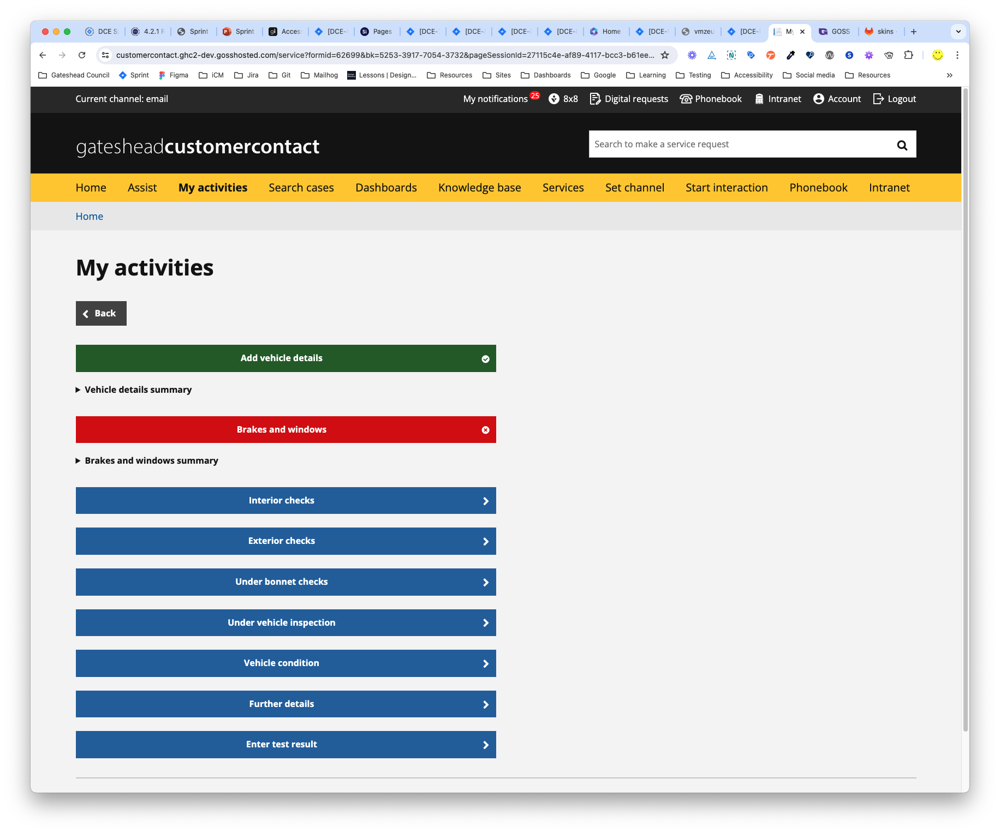 DCE S
4.2.1 R
Sprint
Sprint
Acces
[DCE-
Pages
[DCE-
[DCE-
[DCE-
[DCE-
Home
[DCE-
vmzeu
[DCE-
My
GOSS
skins
customercontact.ghc2-dev.gosshosted.com/service?formid=62699&bk=5253-3917-7054-3732&pageSessionId=27115c4e-af89-4117-bcc3-b61ee...
Gateshead Council
Sprint
Figma
iCM
Jira
Git
Mailhog
Lessons | Design...
Resources
Sites
Dashboards
Google
Learning
Testing
Accessibility
Social media
Resources
Current channel: email
My notifications 25
8x8
Digital requests
Phonebook
Intranet
Account
Logout
gatesheadcustomercontact
Search to make a service request
Home
Assist
My activities
Search cases
Dashboards
Knowledge base
Services
Set channel
Start interaction
Phonebook
Intranet
Home
My activities
Back
Add vehicle details
Vehicle details summary
Brakes and windows
Brakes and windows summary
Interior checks
Exterior checks
Under bonnet checks
Under vehicle inspection
Vehicle condition
Further details
Enter test result